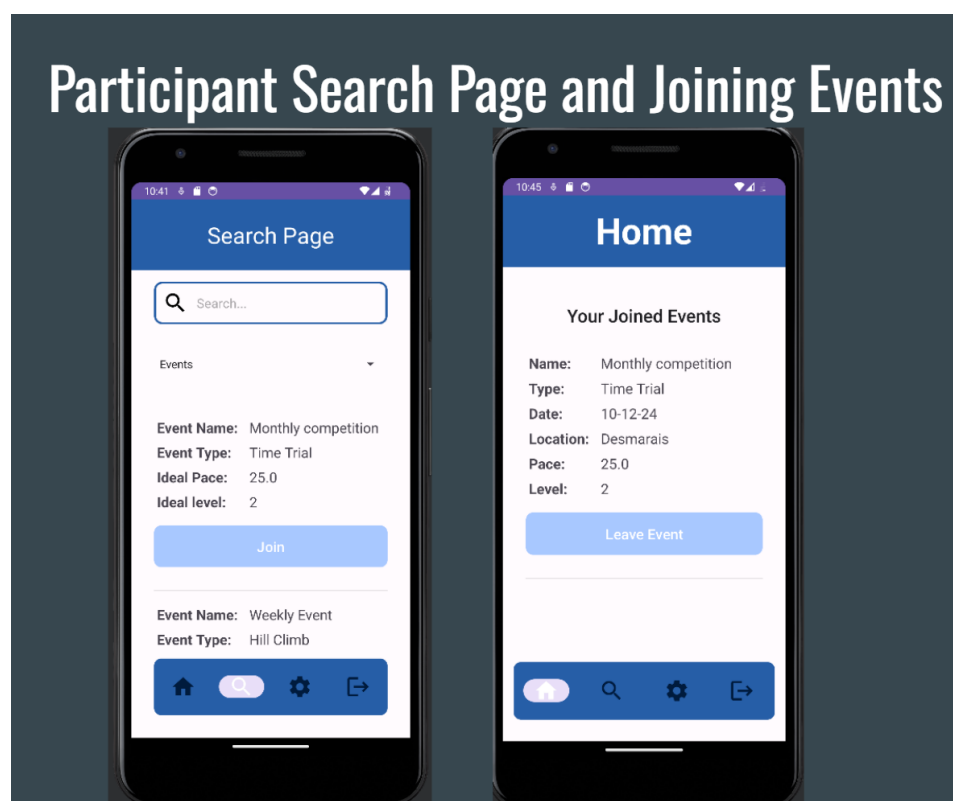 Participant Search Page and Joining Events
10:41
Search Page
Search...
Events
Event Name: Monthly competition
Event Type: Time Trial
Ideal Pace: 25.0
Ideal level: 2
Join
Event Name: Weekly Event
Event Type: Hill Climb
10:45
Home
Your Joined Events
Name: Monthly competition
Type: Time Trial
Date: 10-12-24
Location: Desmarais
Pace: 25.0
Level: 2
Leave Event